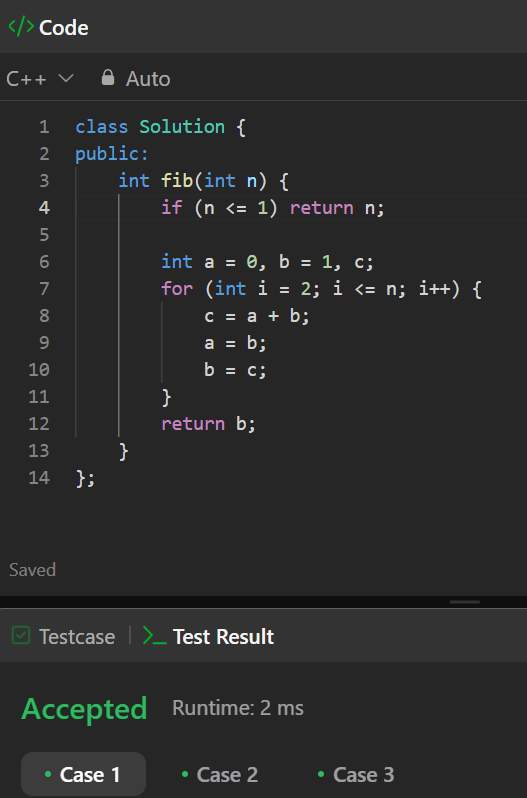 </> Code
C++ Auto
1 class Solution {
2 public:
3     int fib(int n) {
4         if (n <= 1) return n;
5
6         int a = 0, b = 1, c;
7         for (int i = 2; i <= n; i++) {
8             c = a + b;
9             a = b;
10             b = c;
11         }
12         return b;
13     }
14 };
Saved
Testcase | >_ Test Result
Accepted Runtime: 2 ms
• Case 1 • Case 2 • Case 3